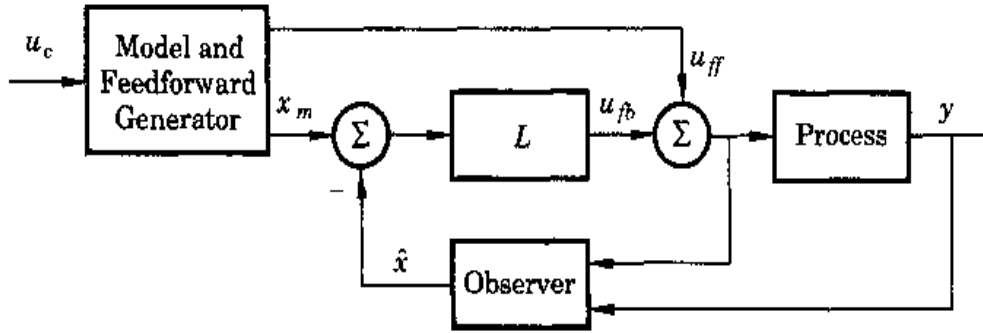 u_c
Model and
Feedforward
Generator
u_ff
x_m
Σ
L
u_fb
Σ
Process
y
−
x̂
Observer